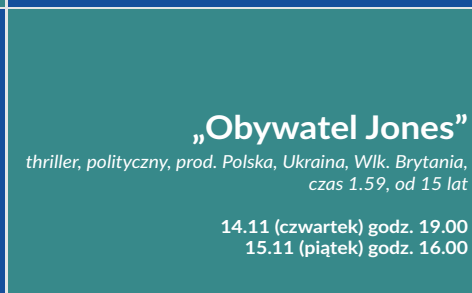 „Obywatel Jones”
thriller, polityczny, prod. Polska, Ukraina, Wlk. Brytania,
czas 1.59, od 15 lat
14.11 (czwartek) godz. 19.00
15.11 (piątek) godz. 16.00